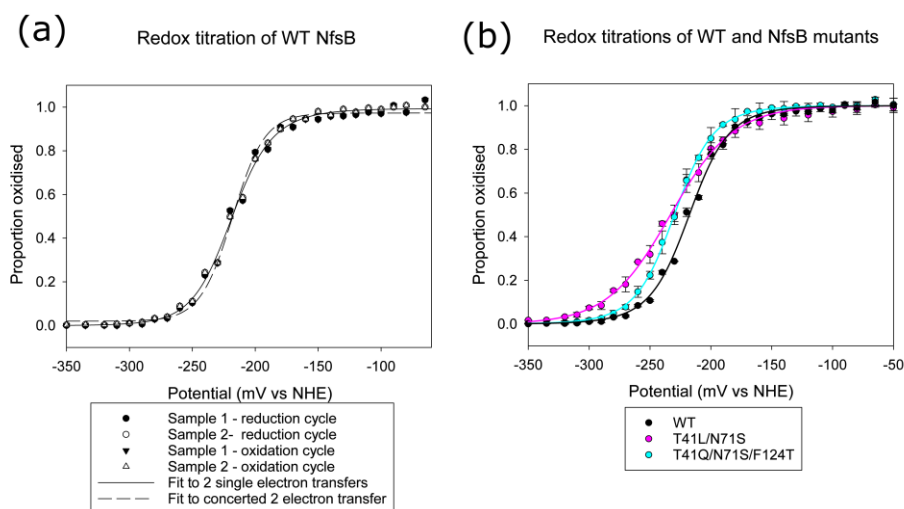 (a)
Redox titration of WT NfsB
Proportion oxidised
1.0
0.8
0.6
0.4
0.2
0.0
-350
-300
-250
-200
-150
-100
Potential (mV vs NHE)
Sample 1 - reduction cycle
Sample 2- reduction cycle
Sample 1 - oxidation cycle
Sample 2 - oxidation cycle
Fit to 2 single electron transfers
Fit to concerted 2 electron transfer
(b)
Redox titrations of WT and NfsB mutants
Proportion oxidised
1.0
0.8
0.6
0.4
0.2
0.0
-350
-300
-250
-200
-150
-100
-50
Potential (mV vs NHE)
WT
T41L/N71S
T41Q/N71S/F124T